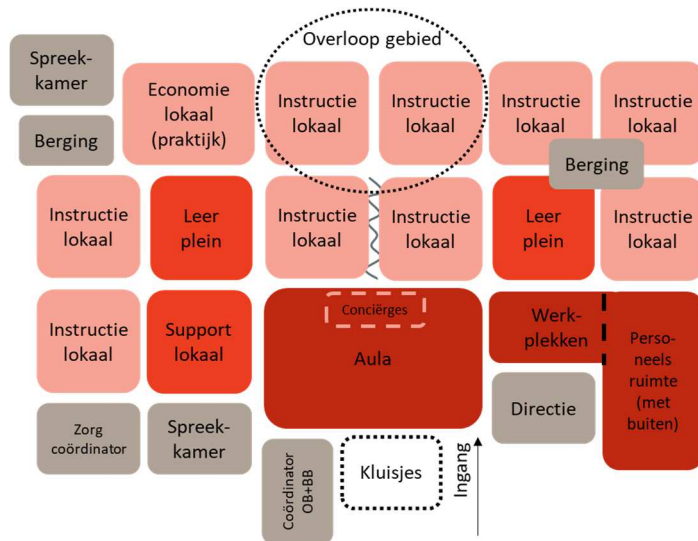 Overloop gebied
Spreek-
kamer
Economie
lokaal
(praktijk)
Instructie
lokaal
Instructie
lokaal
Instructie
lokaal
Instructie
lokaal
Berging
Berging
Instructie
lokaal
Leer
plein
Instructie
lokaal
Instructie
lokaal
Leer
plein
Instructie
lokaal
Instructie
lokaal
Support
lokaal
Conciërges
Aula
Werk-
plekken
Perso-
neels
ruimte
(met
buiten)
Zorg
coördinator
Spreek-
kamer
Directie
Coördinator
OB+BB
Kluisjes
Ingang